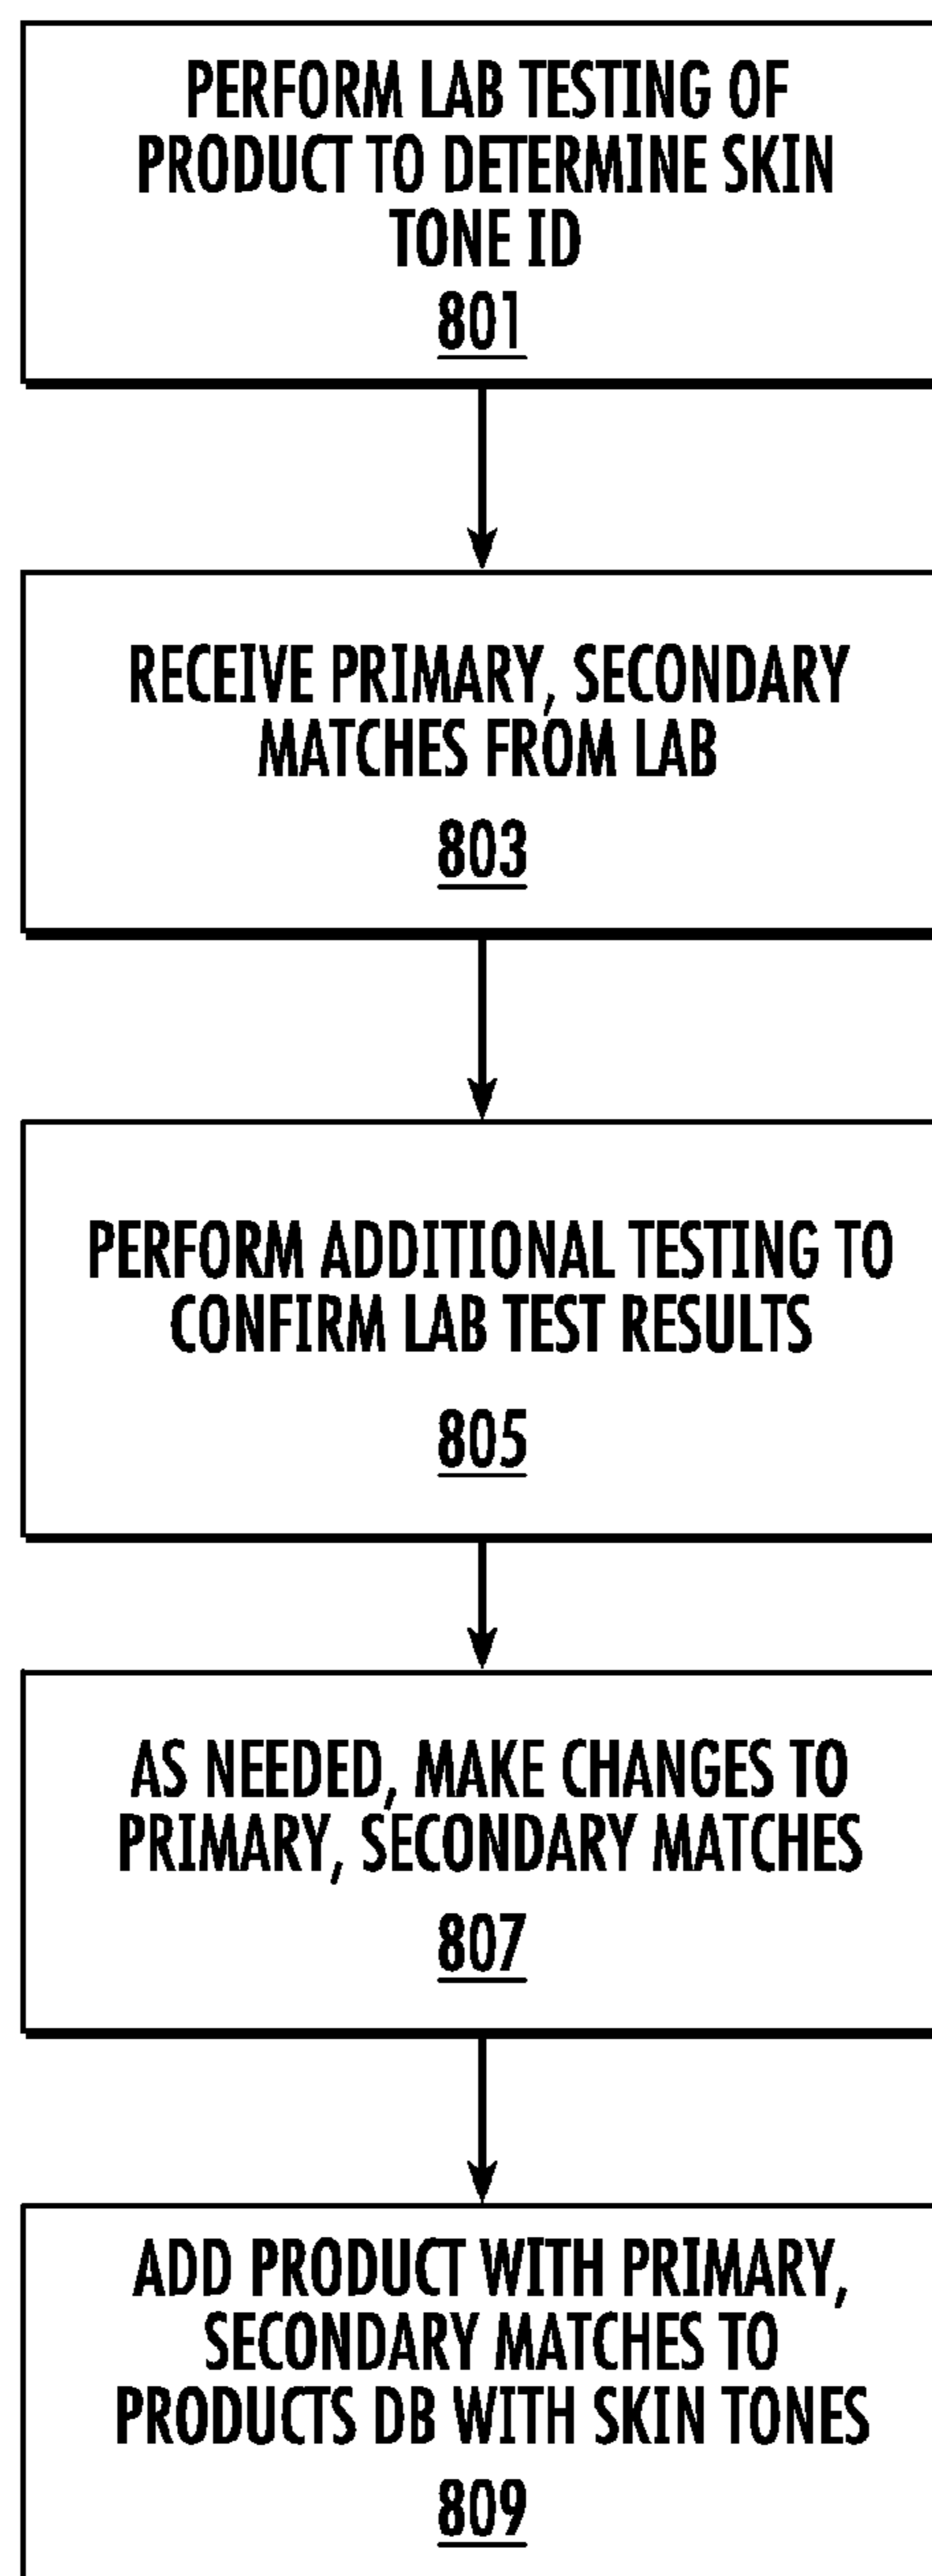 PERFORM LAB TESTING OF
PRODUCT TO DETERMINE SKIN
TONE ID
801
RECEIVE PRIMARY, SECONDARY
MATCHES FROM LAB
803
PERFORM ADDITIONAL TESTING TO
CONFIRM LAB TEST RESULTS
805
AS NEEDED, MAKE CHANGES TO
PRIMARY, SECONDARY MATCHES
807
ADD PRODUCT WITH PRIMARY,
SECONDARY MATCHES TO
PRODUCTS DB WITH SKIN TONES
809